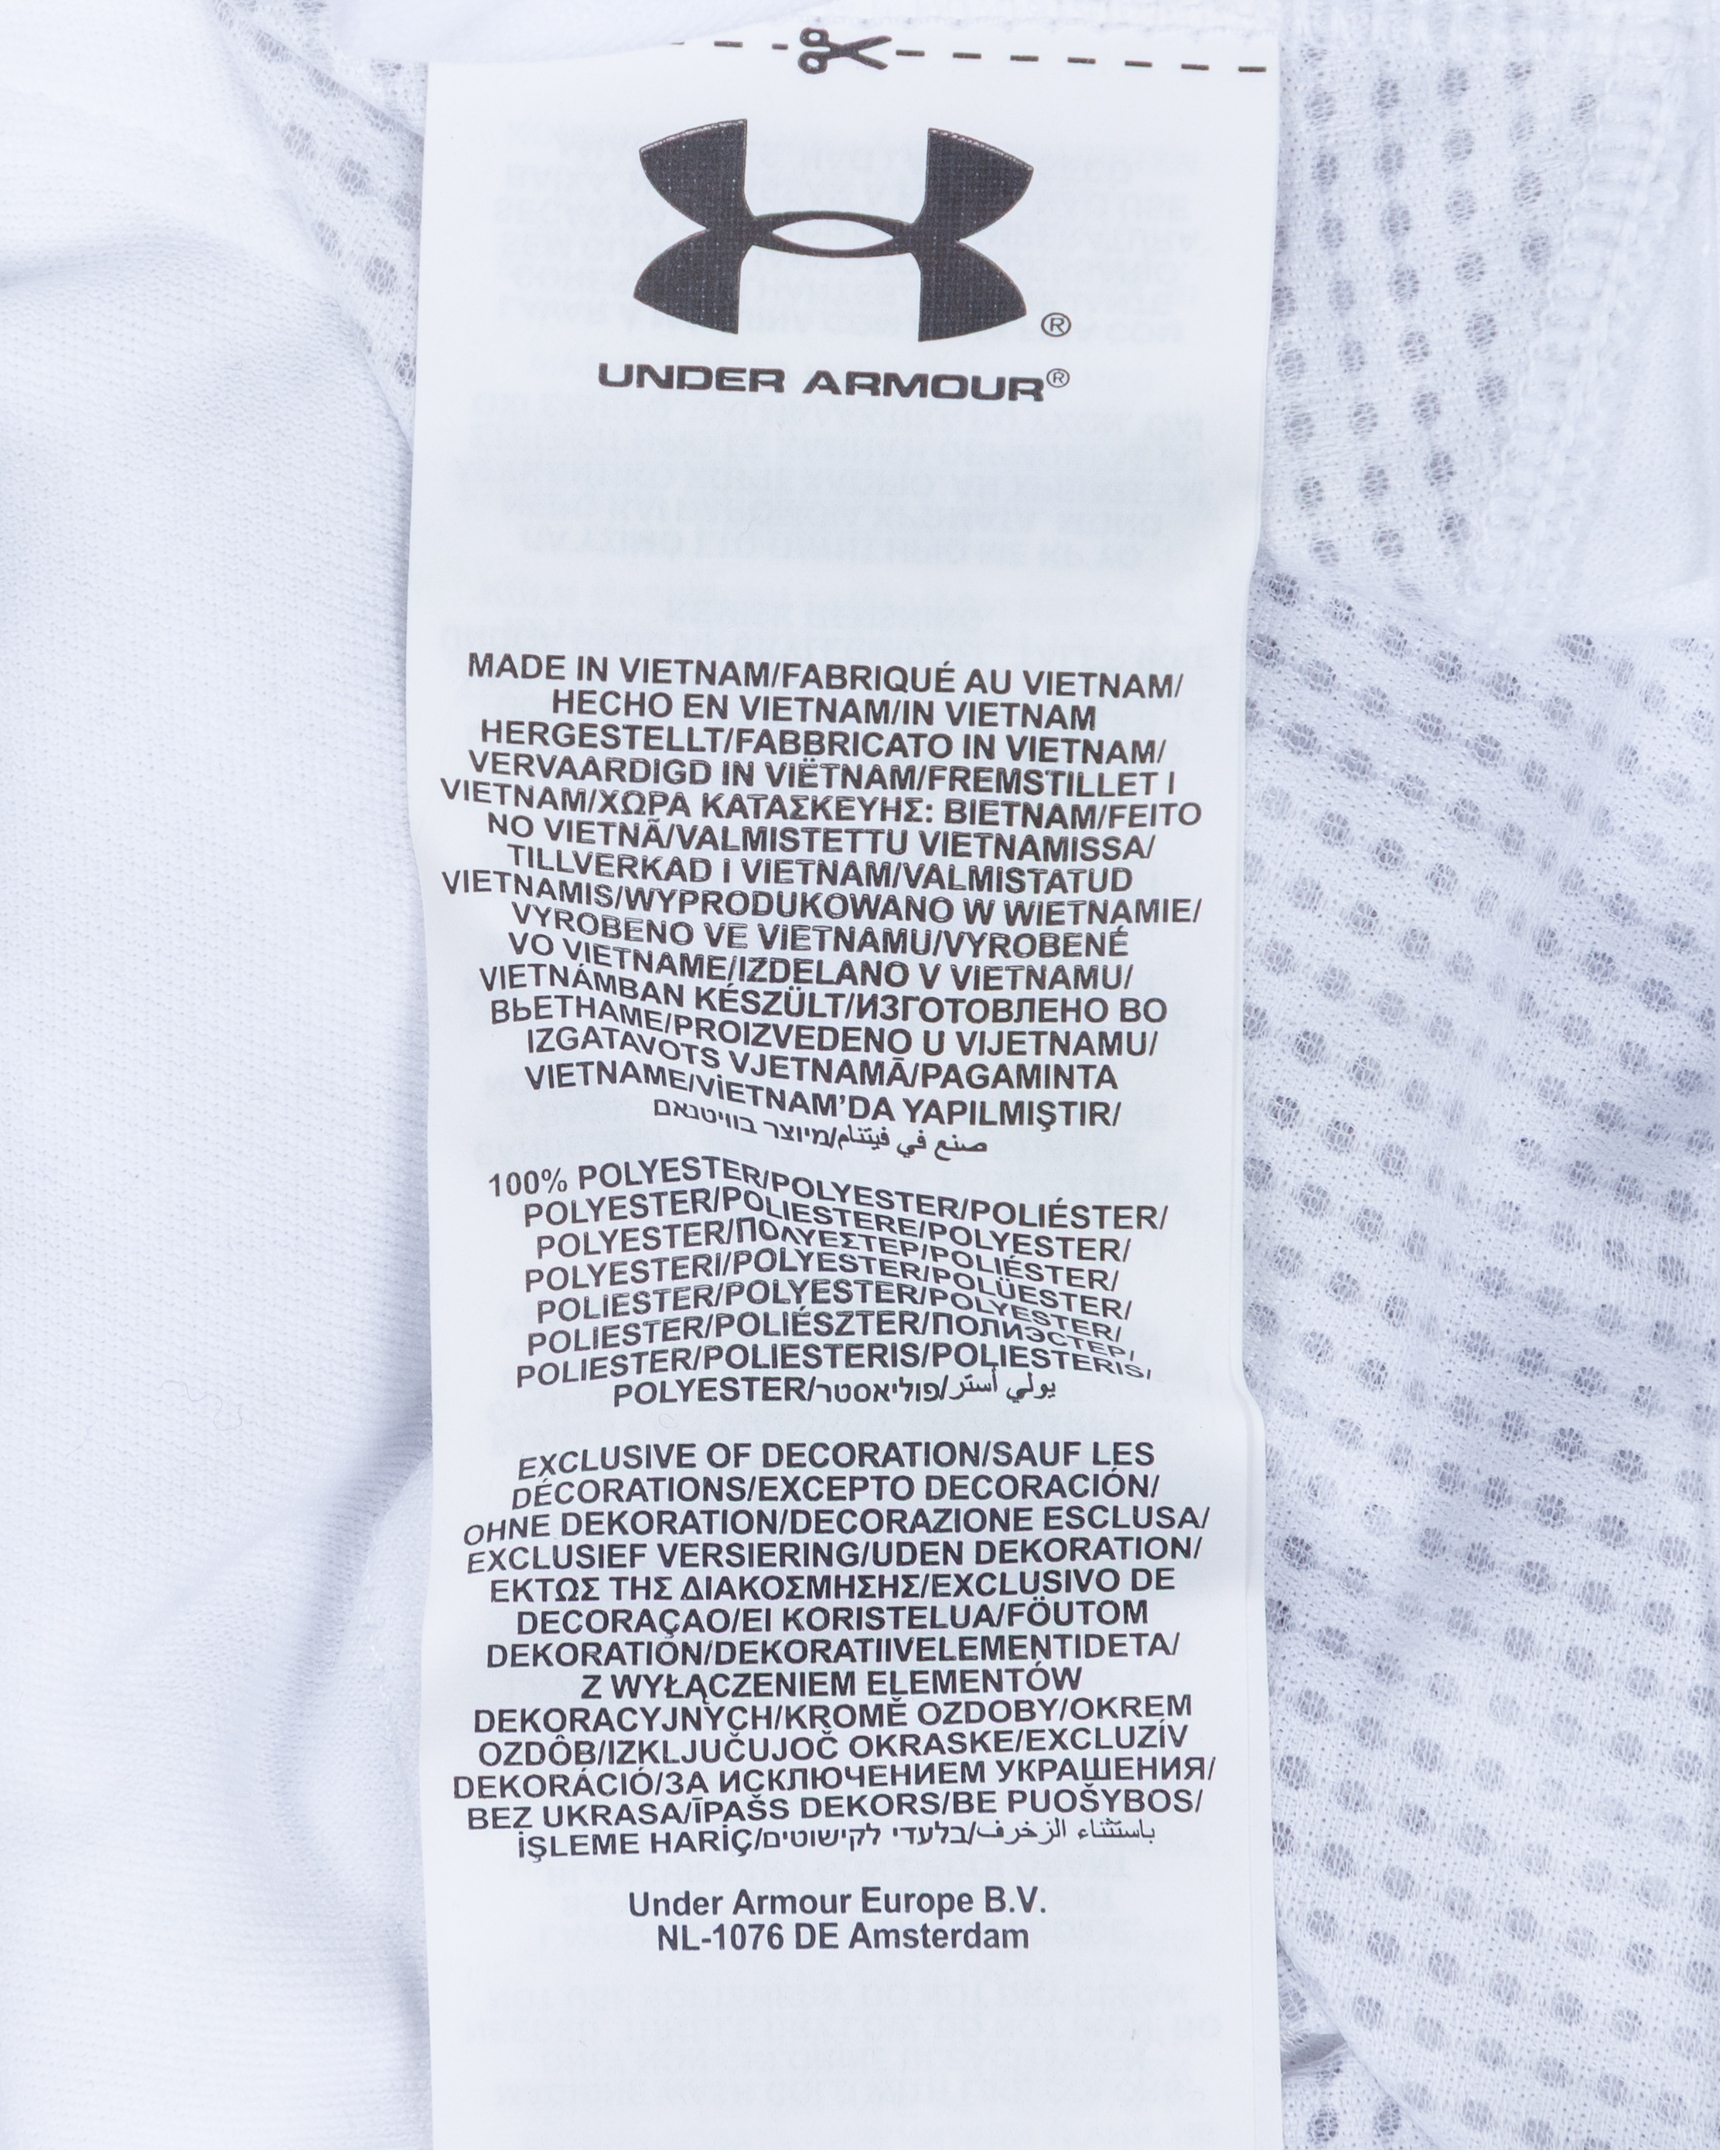 ®
UNDER ARMOUR®
MADE IN VIETNAM/FABRIQUÉ AU VIETNAM/
HECHO EN VIETNAM/IN VIETNAM
HERGESTELLT/FABBRICATO IN VIETNAM/
VERVAARDIGD IN VIËTNAM/FREMSTILLET I
VIETNAM/ΧΩΡΑ ΚΑΤΑΣΚΕΥΗΣ: ΒΙΕΤΝΑΜ/FEITO
NO VIETNÃ/VALMISTETTU VIETNAMISSA/
TILLVERKAD I VIETNAM/VALMISTATUD
VIETNAMIS/WYPRODUKOWANO W WIETNAMIE/
VYROBENO VE VIETNAMU/VYROBENÉ
VO VIETNAME/IZDELANO V VIETNAMU/
VIETNÁMBAN KÉSZÜLT/ИЗГОТОВЛЕНО ВО
ВЬЕТНАМЕ/PROIZVEDENO U VIJETNAMU/
IZGATAVOTS VJETNAMĀ/PAGAMINTA
VIETNAME/VİETNAM'DA YAPILMIŞTIR/
صنع في فيتنام/מיוצר בוויטנאם
100% POLYESTER/POLYESTER/POLIÉSTER/
POLYESTER/POLIESTERE/POLYESTER/
POLYESTER/ΠΟΛΥΕΣΤΕΡ/POLIÉSTER/
POLYESTERI/POLYESTER/POLÜESTER/
POLIESTER/POLYESTER/POLYESTER/
POLIESTER/POLIÉSZTER/ПОЛИЭСТЕР/
POLIESTER/POLIESTERIS/POLIESTERIS/
POLYESTER/פוליאסטר/بولي أستر
EXCLUSIVE OF DECORATION/SAUF LES
DÉCORATIONS/EXCEPTO DECORACIÓN/
OHNE DEKORATION/DECORAZIONE ESCLUSA/
EXCLUSIEF VERSIERING/UDEN DEKORATION/
ΕΚΤΩΣ ΤΗΣ ΔΙΑΚΟΣΜΗΣΗΣ/EXCLUSIVO DE
DECORAÇAO/EI KORISTELUA/FÖUTOM
DEKORATION/DEKORATIIVELEMENTIDETA/
Z WYŁĄCZENIEM ELEMENTÓW
DEKORACYJNYCH/KROMĚ OZDOBY/OKREM
OZDÔB/IZKLJUČUJOČ OKRASKE/EXCLUZÍV
DEKORÁCIÓ/ЗА ИСКЛЮЧЕНИЕМ УКРАШЕНИЯ/
BEZ UKRASA/ĪPAŠS DEKORS/BE PUOŠYBOS/
İŞLEME HARİÇ/בלעדי לקישוטים/باستثناء الزخرف
Under Armour Europe B.V.
NL-1076 DE Amsterdam